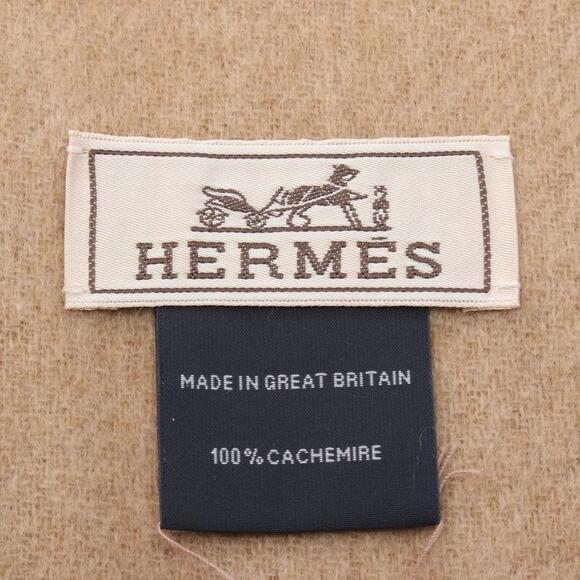 HERMÈS
MADE IN GREAT BRITAIN
100% CACHEMIRE